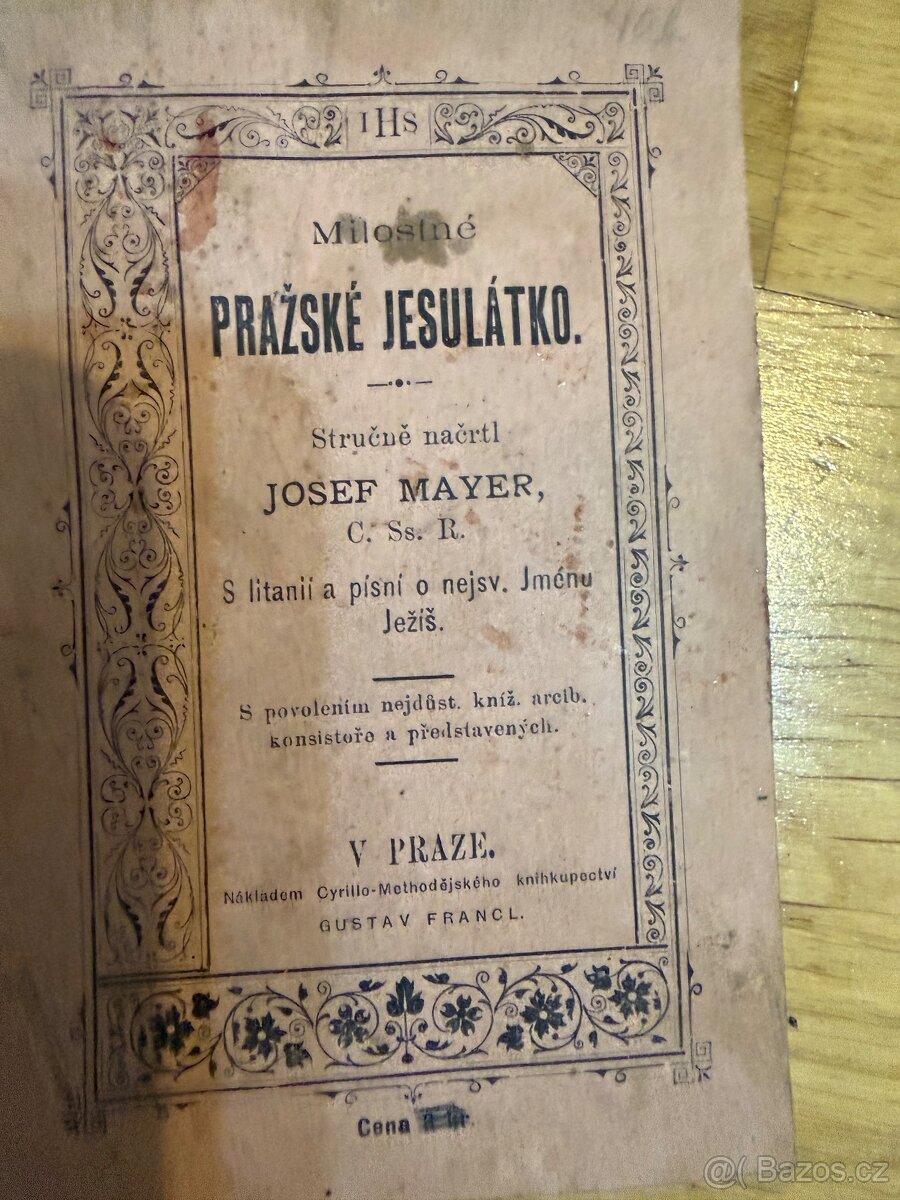 IHS
Milostné
PRAŽSKÉ JESULÁTKO.
Stručně načrtl
JOSEF MAYER,
C. Ss. R.
S litanií a písní o nejsv. Jménu
Ježíš.
S povolením nejdůst. kníž. arcib.
konsistoře a představených.
V PRAZE.
Nákladem Cyrillo-Methodějského knihkupectví
GUSTAV FRANCL.
Cena
@( Bazos.cz